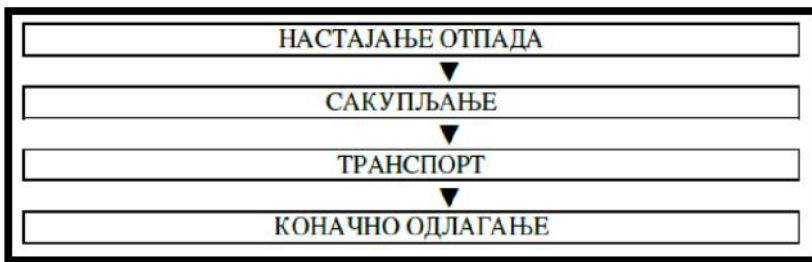 НАСТАЈАЊЕ ОТПАДА
САКУПЉАЊЕ
ТРАНСПОРТ
КОНАЧНО ОДЛАГАЊЕ